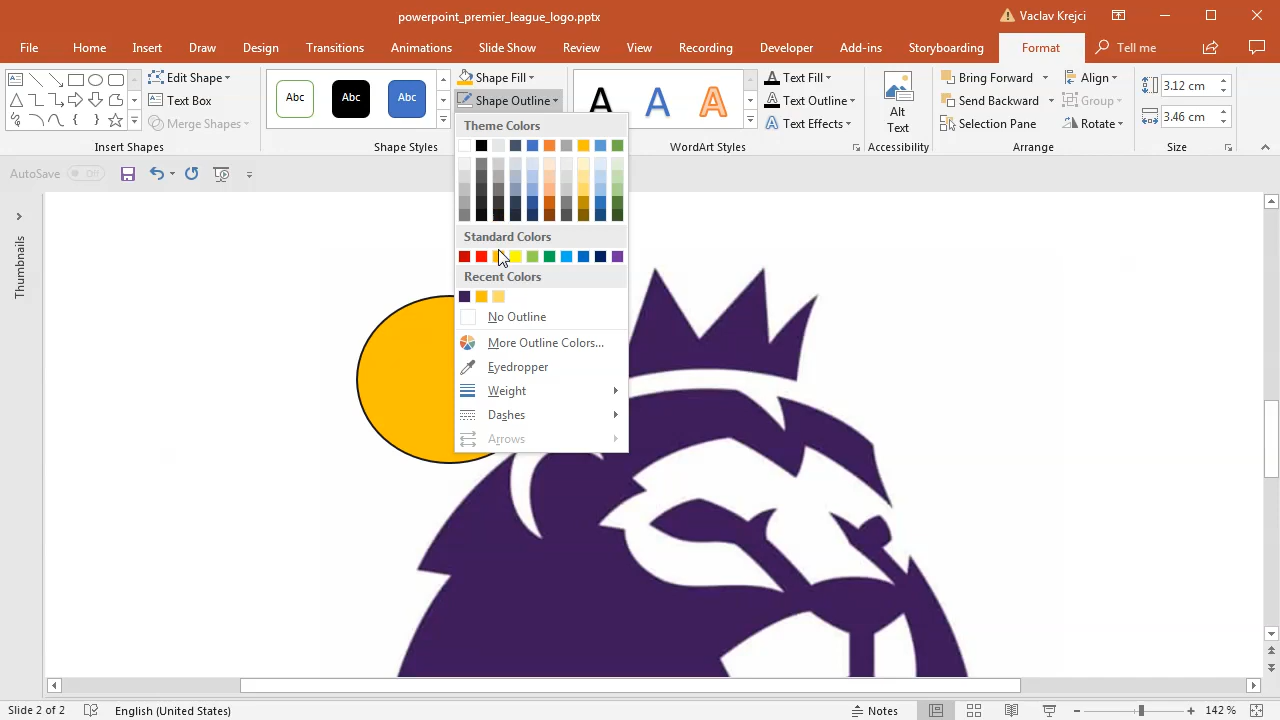 powerpoint_premier_league_logo.pptx
Vaclav Krejci
File Home Insert Draw Design Transitions Animations Slide Show Review View Recording Developer Add-ins Storyboarding Format Tell me
Edit Shape
Text Box
Merge Shapes
Insert Shapes
Abc Abc Abc
Shape Fill
Shape Outline
Shape Styles
A A A
Text Fill
Text Outline
Text Effects
WordArt Styles
Alt
Text
Accessibility
Bring Forward
Send Backward
Selection Pane
Align
Group
Rotate
Arrange
3.12 cm
3.46 cm
Size
AutoSave Off
Thumbnails
Theme Colors
Standard Colors
Recent Colors
No Outline
More Outline Colors...
Eyedropper
Weight
Dashes
Arrows
Slide 2 of 2
English (United States)
Notes
142 %